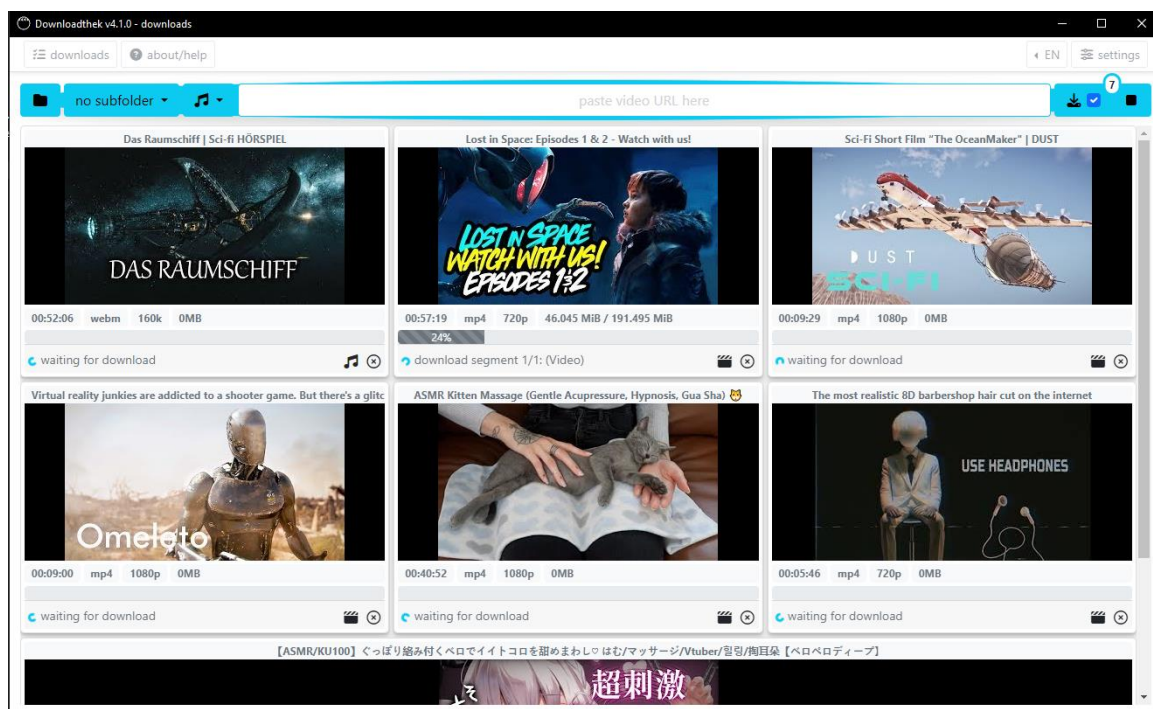 Downloadthek v4.1.0 - downloads
downloads
about/help
EN
settings
no subfolder
paste video URL here
7
Das Raumschiff | Sci-fi HÖRSPIEL
DAS RAUMSCHIFF
00:52:06 webm 160k 0MB
waiting for download
Lost in Space: Episodes 1 & 2 - Watch with us!
LOST IN SPACE
WATCH WITH US!
EPISODES 1&2
00:57:19 mp4 720p 46.045 MiB / 191.495 MiB
24%
download segment 1/1: (Video)
Sci-Fi Short Film “The OceanMaker" | DUST
DUST
SCI-FI
00:09:29 mp4 1080p 0MB
waiting for download
Virtual reality junkies are addicted to a shooter game. But there's a glitc
Omeleto
00:09:00 mp4 1080p 0MB
waiting for download
ASMR Kitten Massage (Gentle Acupressure, Hypnosis, Gua Sha) 🐱
00:40:52 mp4 1080p 0MB
waiting for download
The most realistic 8D barbershop hair cut on the internet
USE HEADPHONES
00:05:46 mp4 720p 0MB
waiting for download
【ASMR/KU100】ぐっぽり絡み付くベロでイイトコロを甜めまわし♡はむ/マッサージ/Vtuber/힐링/掏耳朵【ベロベロディープ】
超刺激